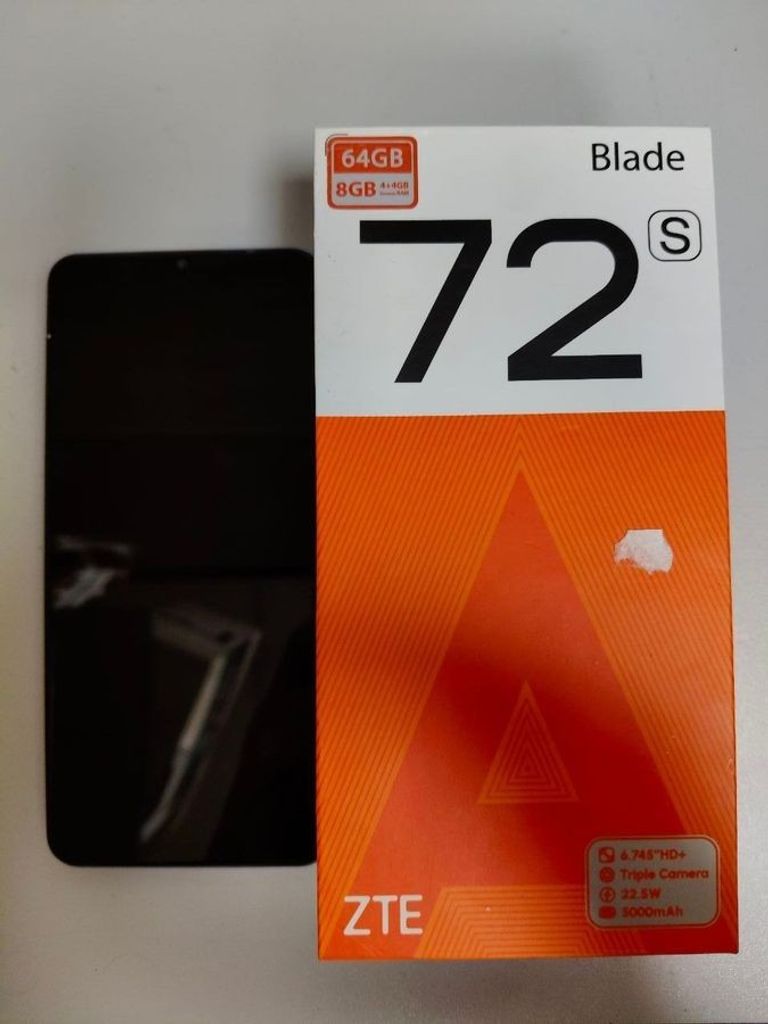 64GB
8GB 4+4GB
Blade
72 S
6.745"HD+
Triple Camera
22.5W
5000mAh
ZTE